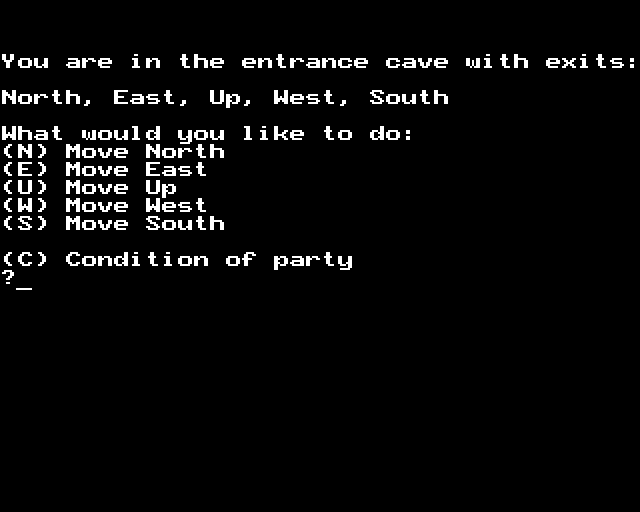 You are in the entrance cave with exits:
North, East, Up, West, South
What would you like to do:
(N) Move North
(E) Move East
(U) Move Up
(W) Move West
(S) Move South
(C) Condition of party
?_